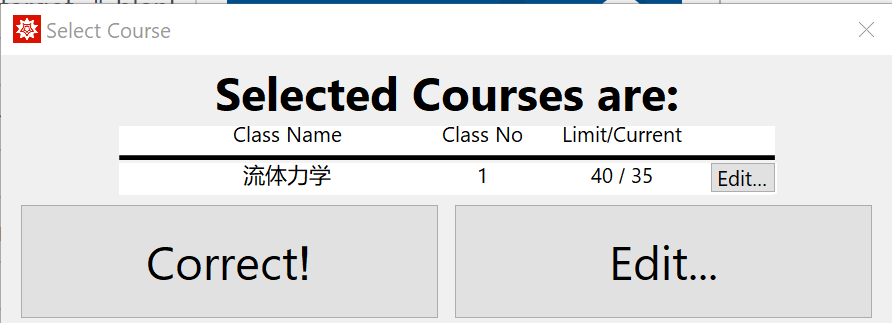 Select Course
Selected Courses are:
Class Name Class No Limit/Current
流体力学 1 40 / 35 Edit...
Correct! Edit...